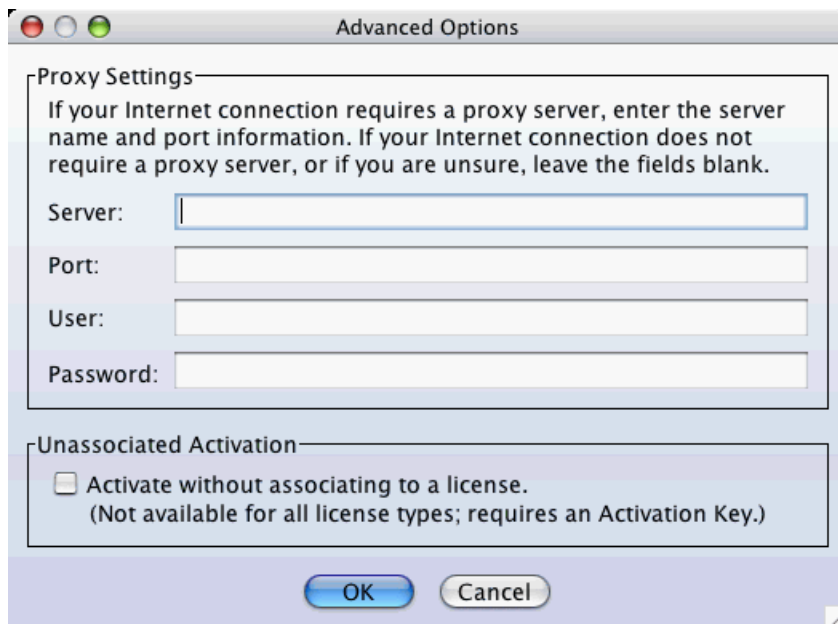 Advanced Options
Proxy Settings
If your Internet connection requires a proxy server, enter the server
name and port information. If your Internet connection does not
require a proxy server, or if you are unsure, leave the fields blank.
Server:
Port:
User:
Password:
Unassociated Activation
Activate without associating to a license.
(Not available for all license types; requires an Activation Key.)
OK Cancel